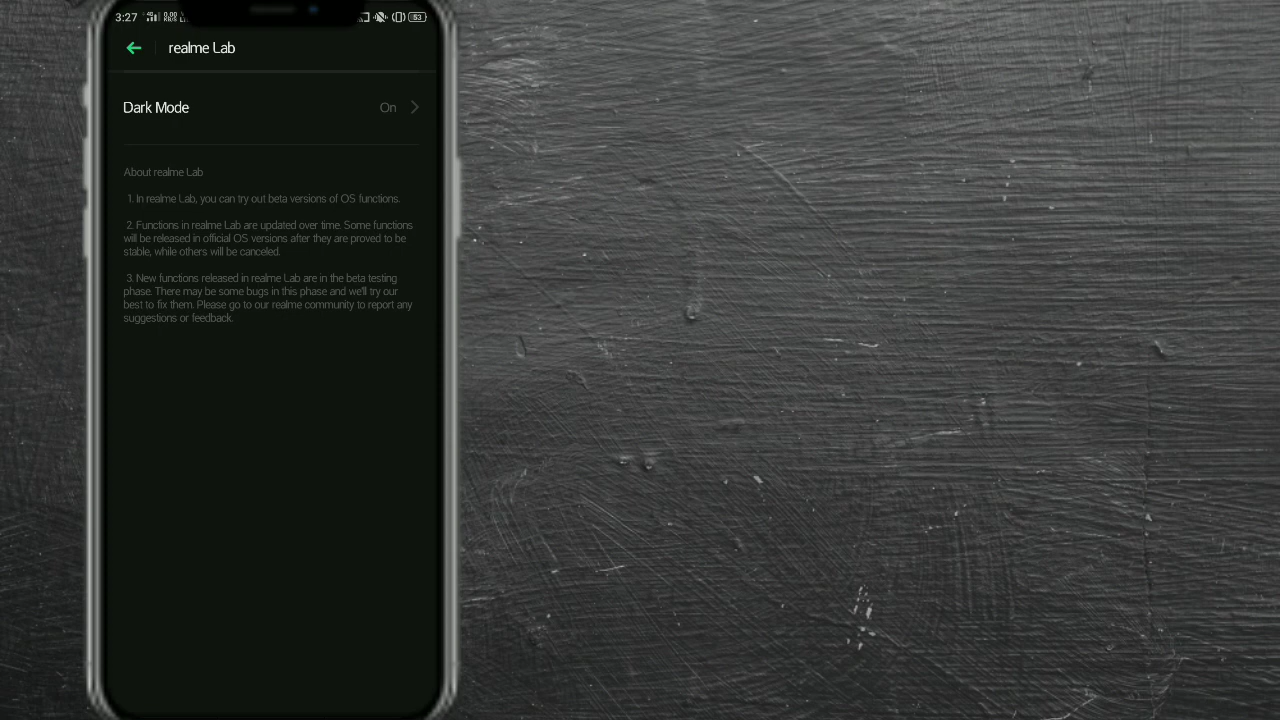 3:27 4G 0.00 KB/S 53
realme Lab
Dark Mode On
About realme Lab
1. In realme Lab, you can try out beta versions of OS functions.
2. Functions in realme Lab are updated over time. Some functions
will be released in official OS versions after they are proved to be
stable, while others will be canceled.
3. New functions released in realme Lab are in the beta testing
phase. There may be some bugs in this phase and we'll try our
best to fix them. Please go to our realme community to report any
suggestions or feedback.